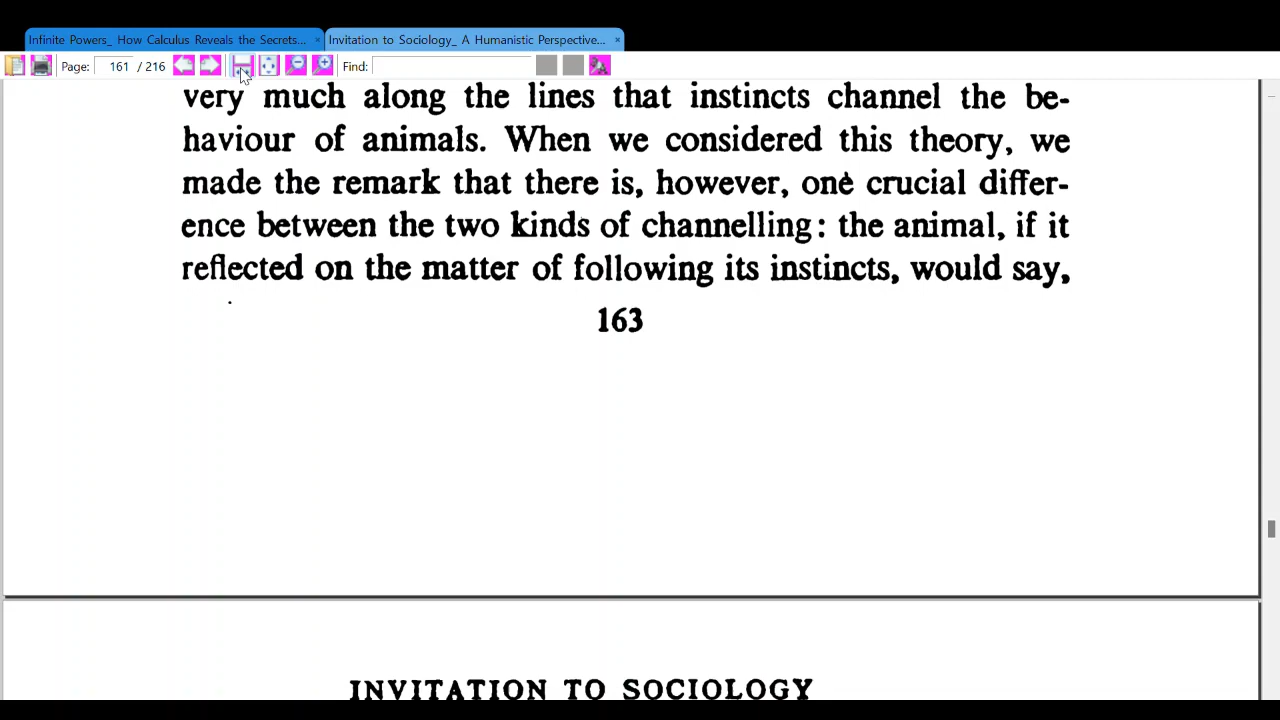 Infinite Powers_ How Calculus Reveals the Secrets... × Invitation to Sociology_ A Humanistic Perspective... ×
Page: 161 / 216 Find:
very much along the lines that instincts channel the be-
haviour of animals. When we considered this theory, we
made the remark that there is, however, one crucial differ-
ence between the two kinds of channelling: the animal, if it
reflected on the matter of following its instincts, would say,
163
INVITATION TO SOCIOLOGY